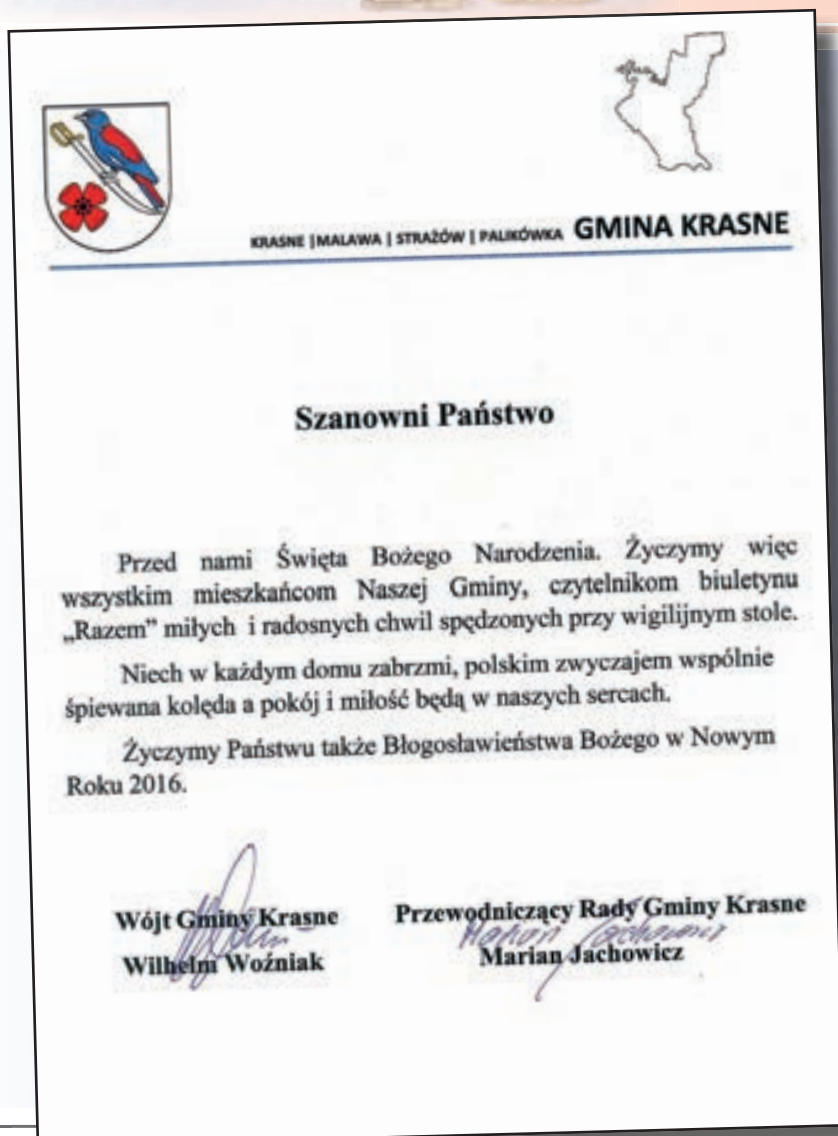 KRASNE | MALAWA | STRAŻÓW | PALIKÓWKA GMINA KRASNE
Szanowni Państwo
Przed nami Święta Bożego Narodzenia. Życzymy więc
wszystkim mieszkańcom Naszej Gminy, czytelnikom biuletynu
„Razem” miłych i radosnych chwil spędzonych przy wigilijnym stole.
Niech w każdym domu zabrzmi, polskim zwyczajem wspólnie
śpiewana kolęda a pokój i miłość będą w naszych sercach.
Życzymy Państwu także Błogosławieństwa Bożego w Nowym
Roku 2016.
Wójt Gminy Krasne
Wilhelm Woźniak
Przewodniczący Rady Gminy Krasne
Marian Jachowicz
Marian Jachowicz